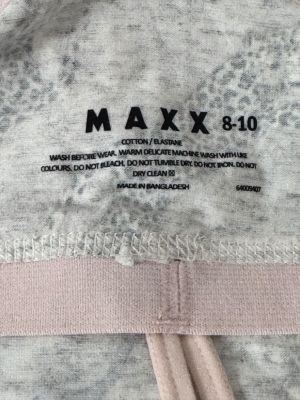 MAXX 8-10
COTTON / ELASTANE
WASH BEFORE WEAR. WARM DELICATE MACHINE WASH WITH LIKE
COLOURS. DO NOT BLEACH. DO NOT TUMBLE DRY. DO NOT IRON. DO NOT
DRY CLEAN ☒
MADE IN BANGLADESH 64009407